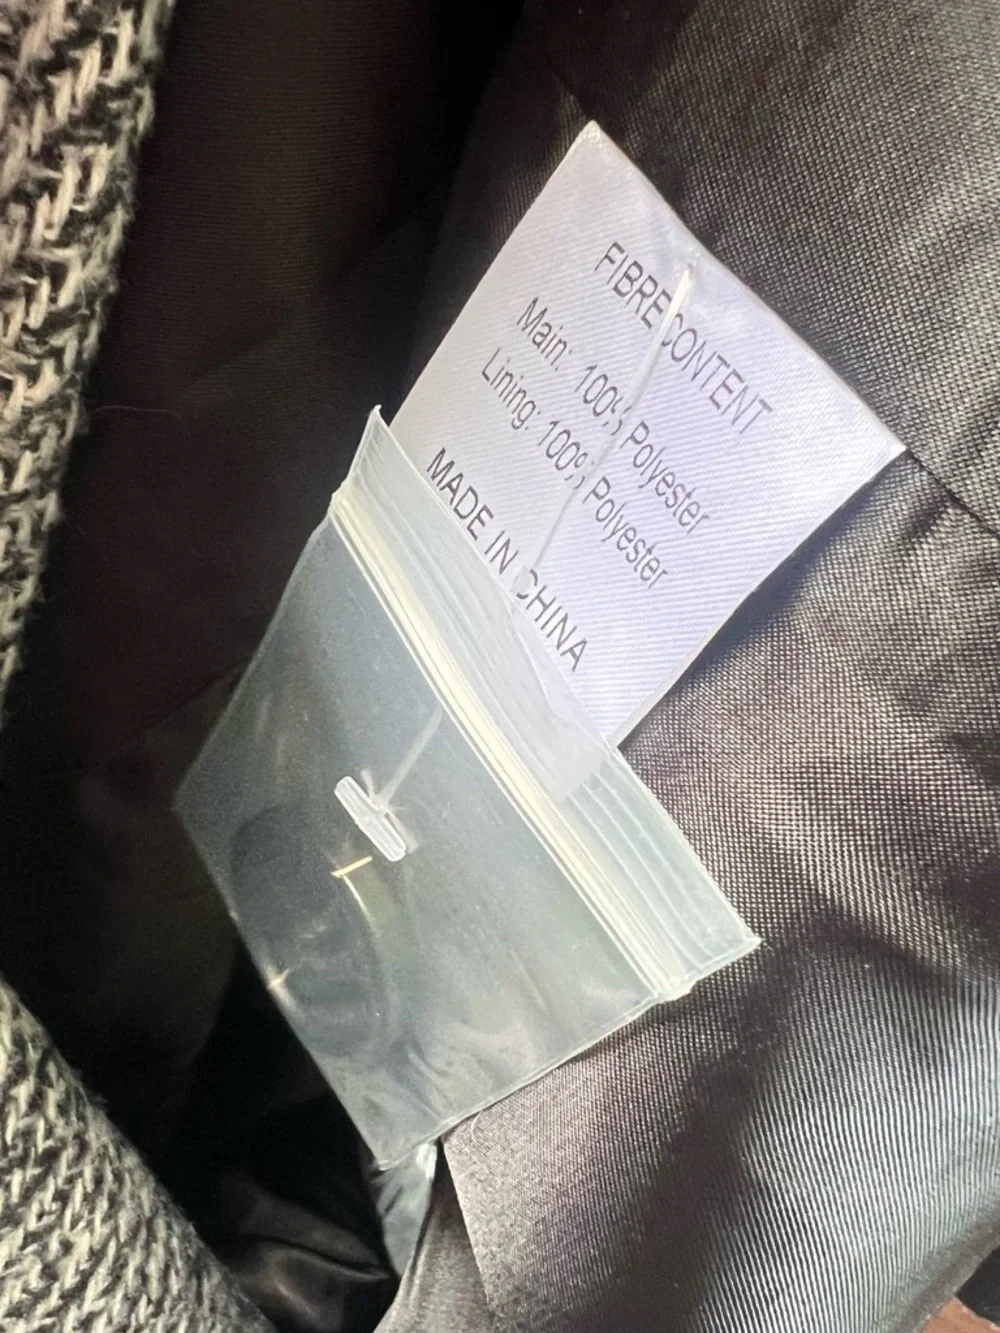 FIBRE CONTENT
Main: 100% Polyester
Lining: 100% Polyester
MADE IN CHINA